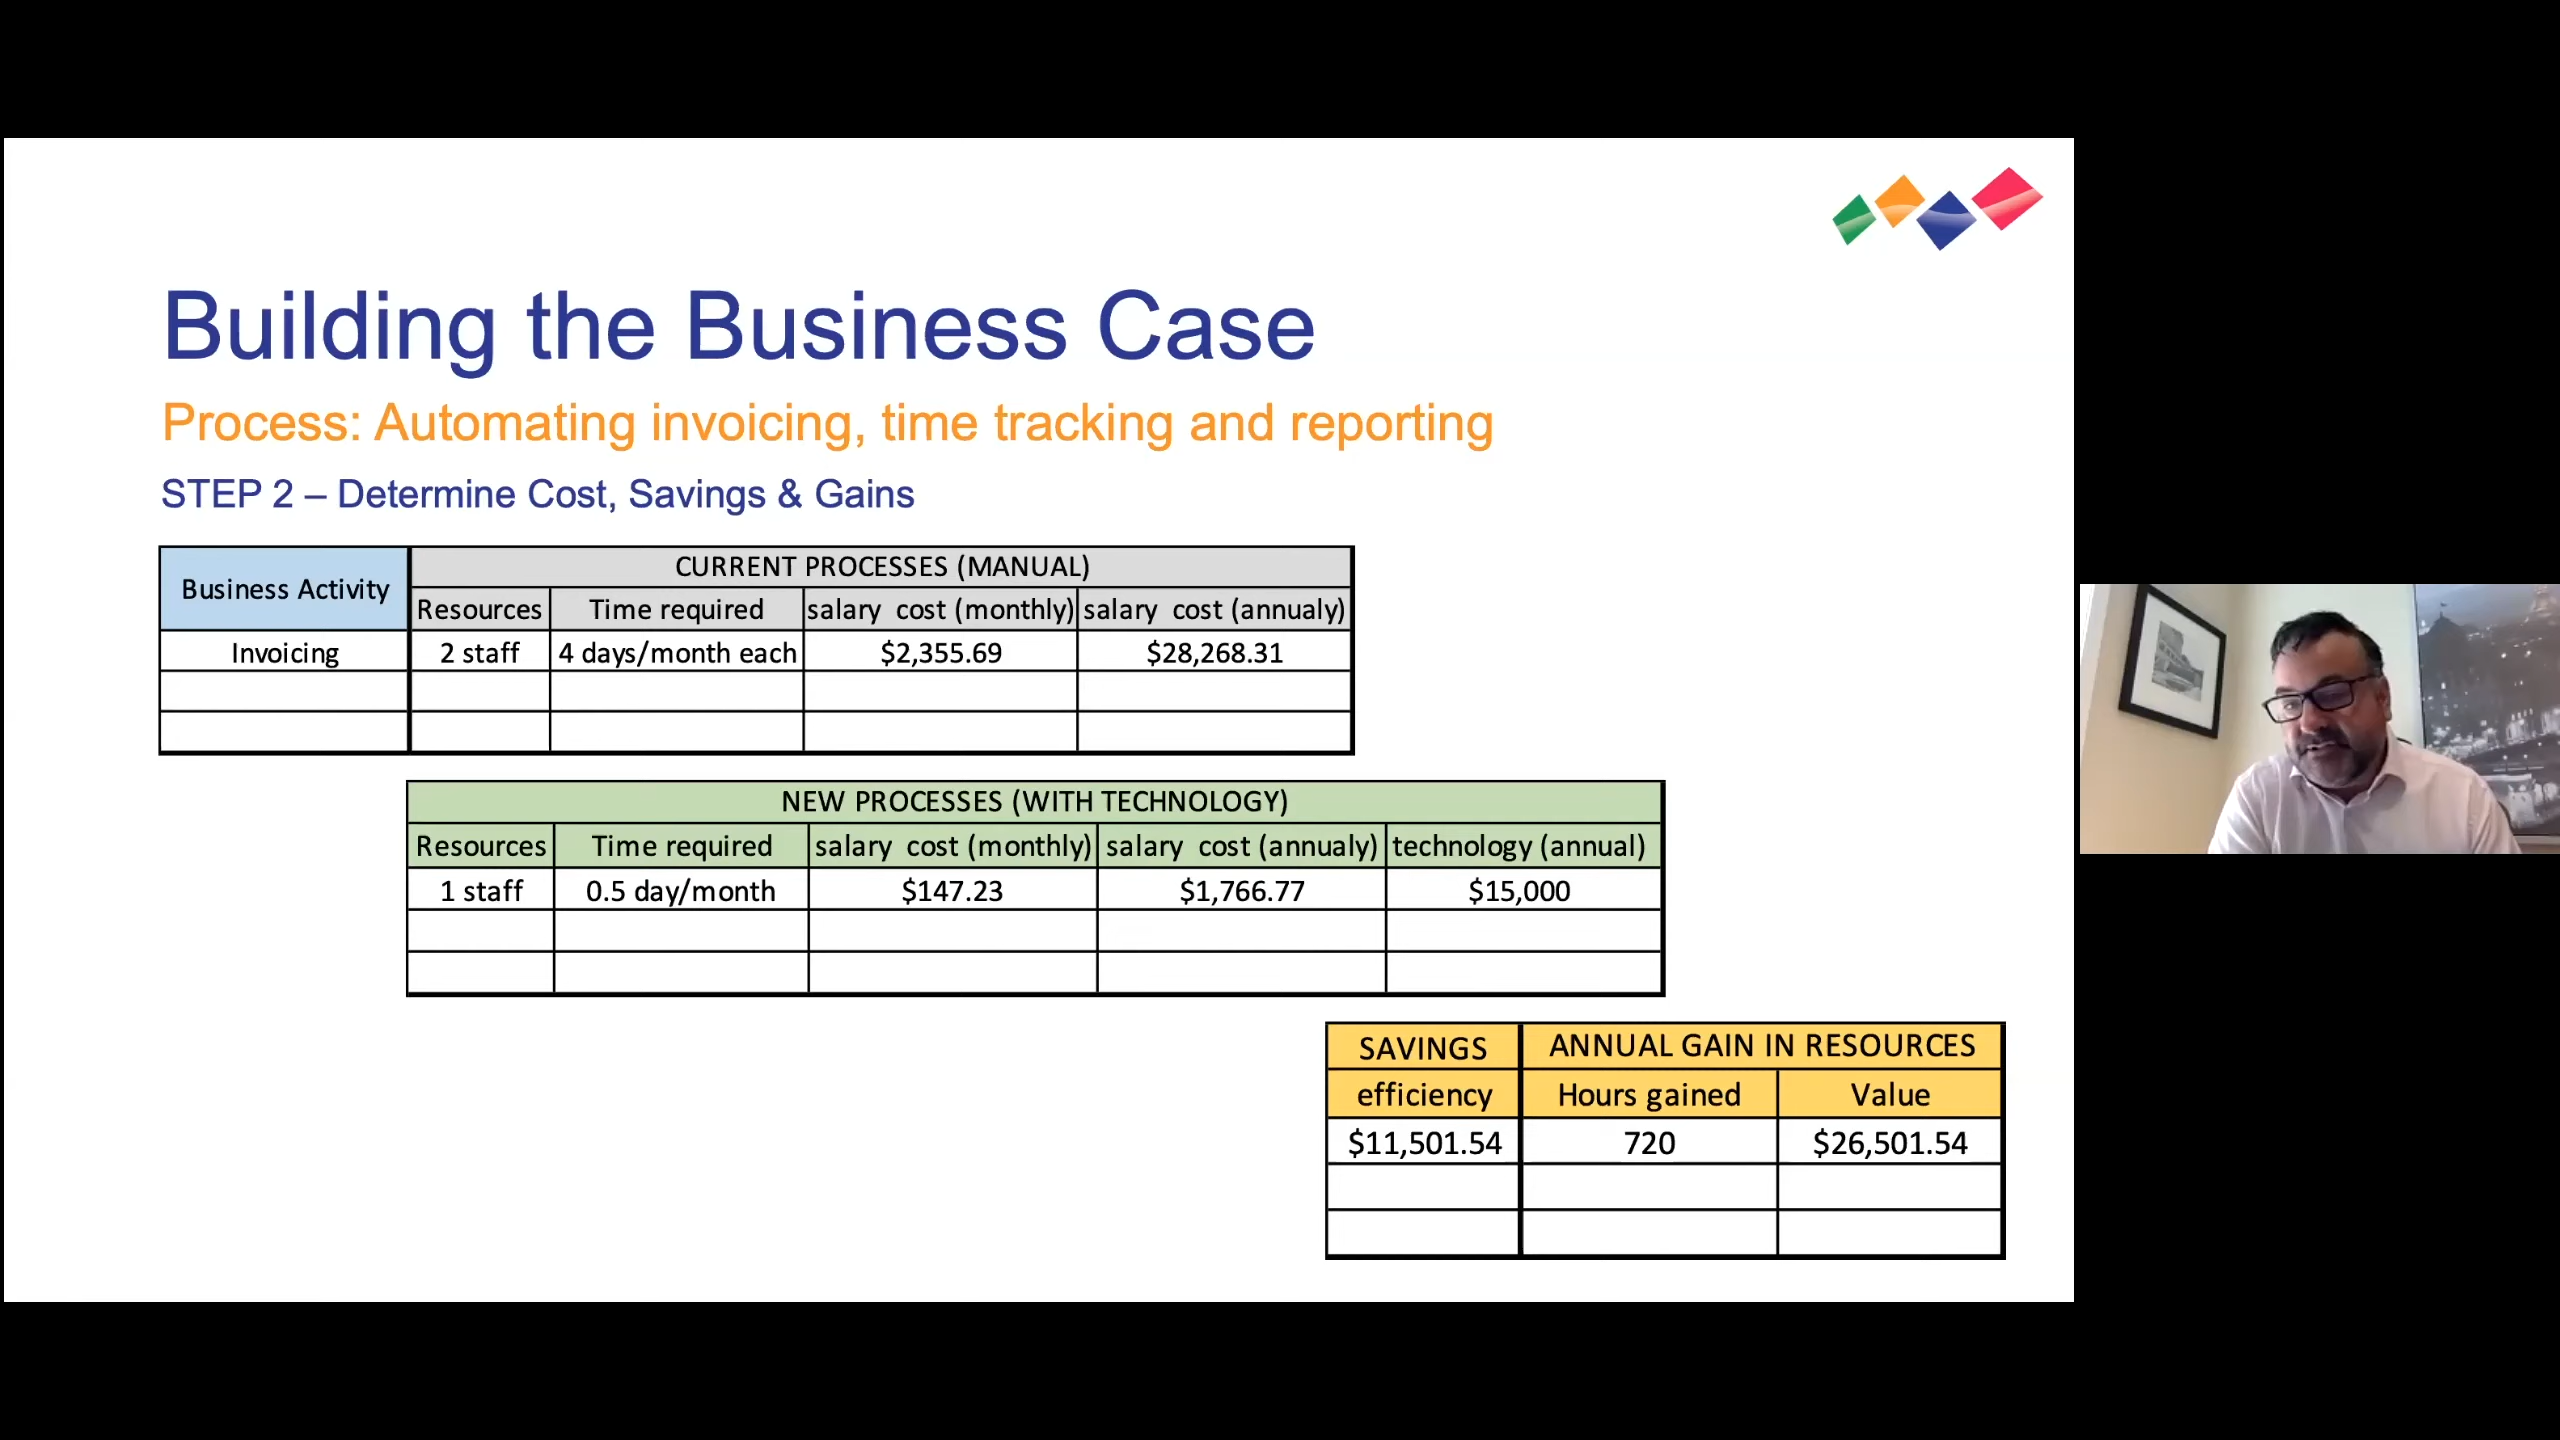 Building the Business Case
Process: Automating invoicing, time tracking and reporting
STEP 2 – Determine Cost, Savings & Gains
Business Activity
CURRENT PROCESSES (MANUAL)
Resources Time required salary cost (monthly) salary cost (annualy)
Invoicing 2 staff 4 days/month each $2,355.69 $28,268.31
NEW PROCESSES (WITH TECHNOLOGY)
Resources Time required salary cost (monthly) salary cost (annualy) technology (annual)
1 staff 0.5 day/month $147.23 $1,766.77 $15,000
SAVINGS ANNUAL GAIN IN RESOURCES
efficiency Hours gained Value
$11,501.54 720 $26,501.54